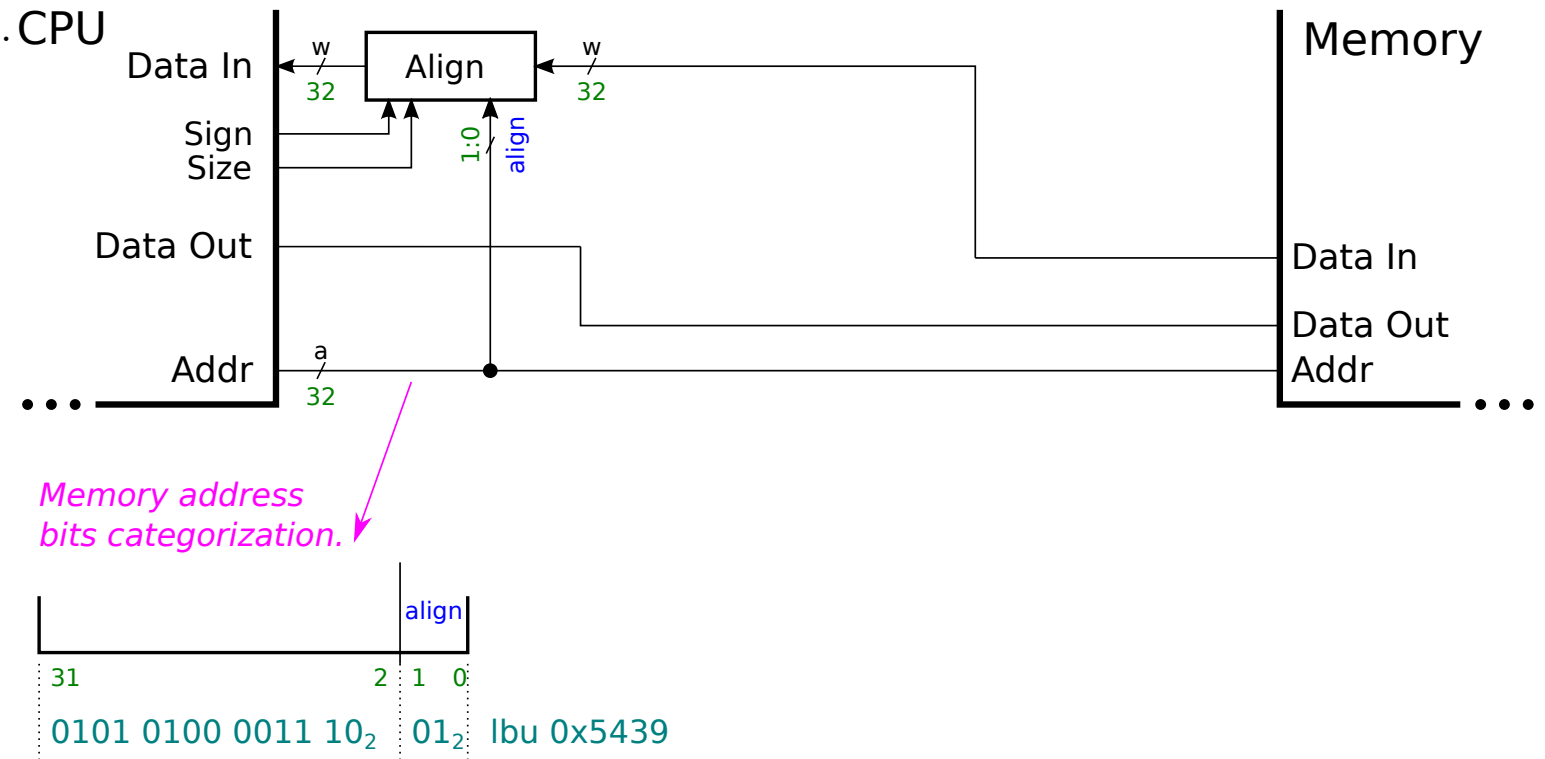 . CPU
Memory
w
w
Data In
Align
32
32
Sign
1:0
align
Size
Data Out
Data In
Data Out
a
Addr
Addr
32
Memory address
bits categorization.
align
31 2 1 0
0101 0100 0011 10₂ 01₂ lbu 0x5439